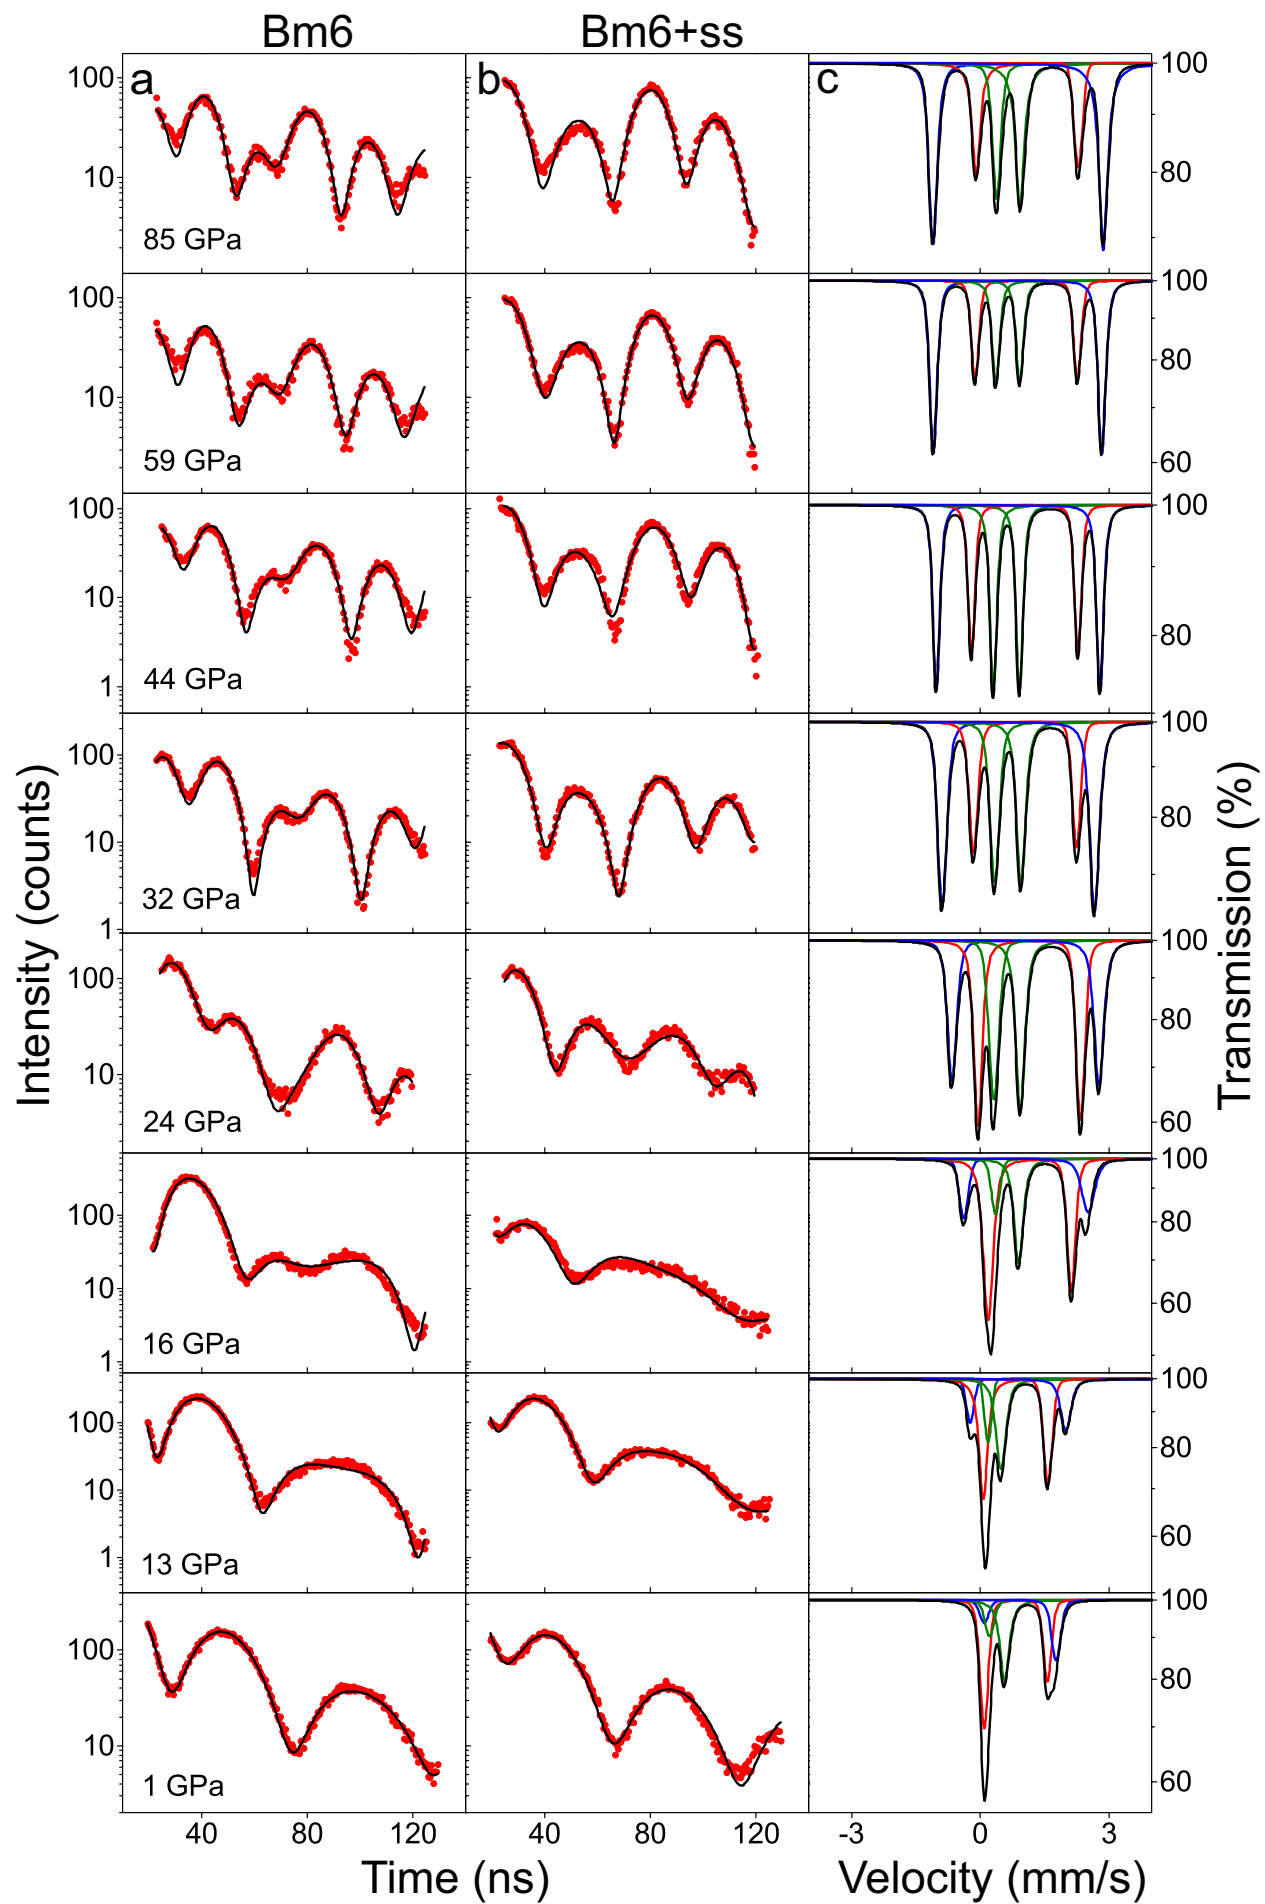 Bm6 Bm6+ss
a b c
100 100
10 80
85 GPa
100 100
10 80
59 GPa 60
100 100
10 80
44 GPa
1
100 100
10 80
32 GPa
1
100 100
80
10
24 GPa 60
100
100 80
10 60
16 GPa
1
100
100 80
10 60
13 GPa
1
100
100 80
10 60
1 GPa
40 80 120 40 80 120 -3 0 3
Time (ns) Velocity (mm/s)
Intensity (counts)
Transmission (%)